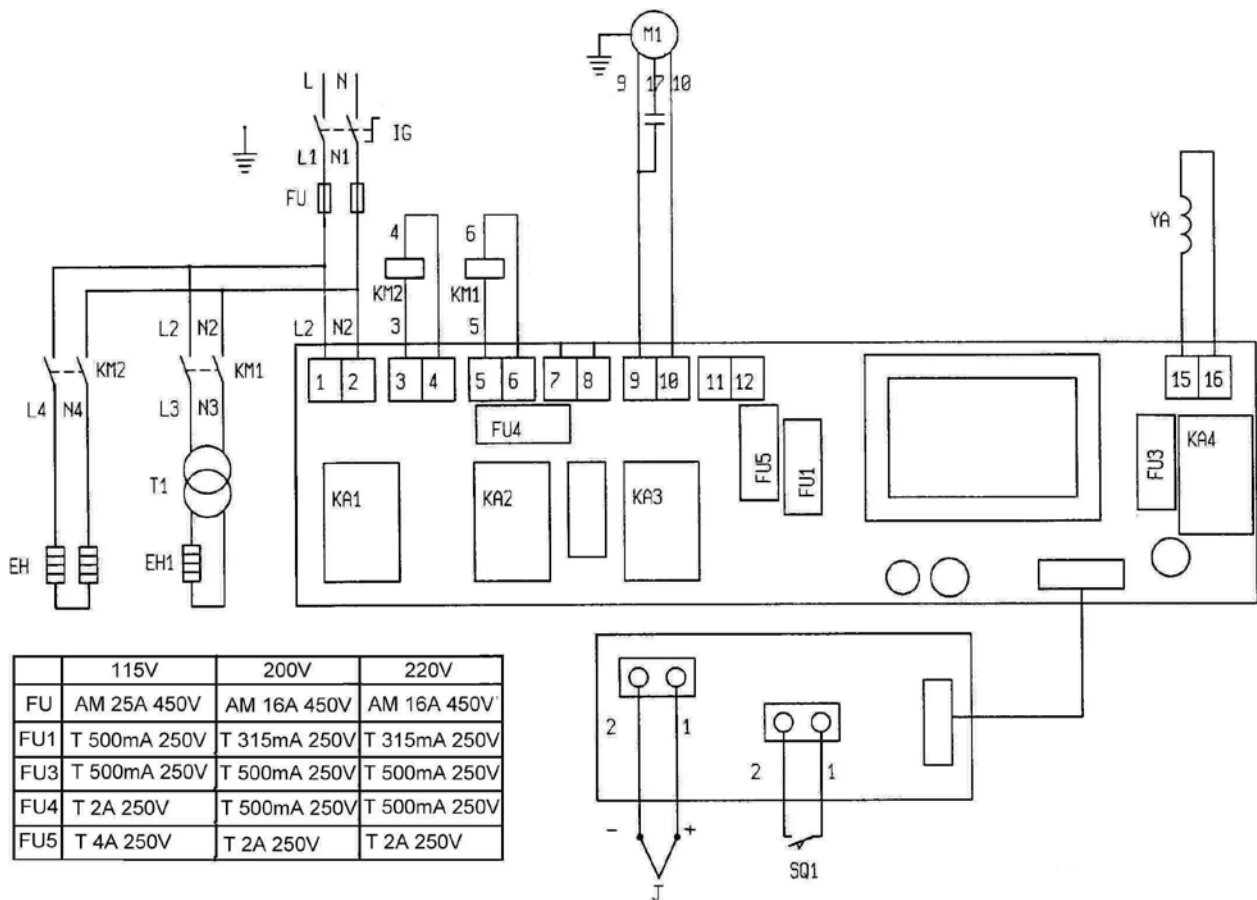 M1
9 17 10
L N
IG
L1 N1
FU
YA
4 6
KM2 KM1
L2 N2 L2 N2 3 5
KM2 KM1
1 2 3 4 5 6 7 8 9 10 11 12 15 16
L4 N4 L3 N3
FU4
FU5 FU1 FU3 KA4
T1
KA1 KA2 KA3
EH EH1
2 1
2 1
- +
SQ1
J
115V 200V 220V
FU AM 25A 450V AM 16A 450V AM 16A 450V
FU1 T 500mA 250V T 315mA 250V T 315mA 250V
FU3 T 500mA 250V T 500mA 250V T 500mA 250V
FU4 T 2A 250V T 500mA 250V T 500mA 250V
FU5 T 4A 250V T 2A 250V T 2A 250V